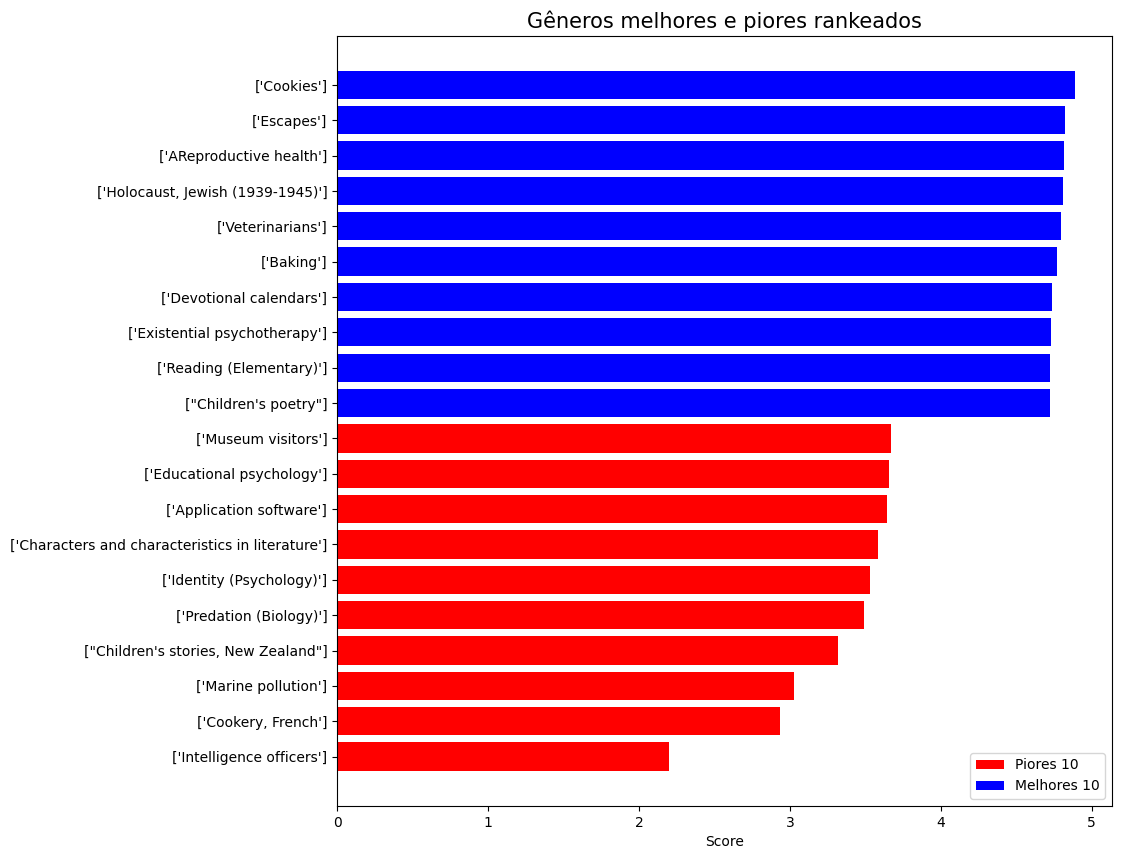 Gêneros melhores e piores rankeados
['Cookies']
['Escapes']
['AReproductive health']
['Holocaust, Jewish (1939-1945)']
['Veterinarians']
['Baking']
['Devotional calendars']
['Existential psychotherapy']
['Reading (Elementary)']
["Children's poetry"]
['Museum visitors']
['Educational psychology']
['Application software']
['Characters and characteristics in literature']
['Identity (Psychology)']
['Predation (Biology)']
["Children's stories, New Zealand"]
['Marine pollution']
['Cookery, French']
['Intelligence officers']
Piores 10
Melhores 10
0 1 2 3 4 5
Score